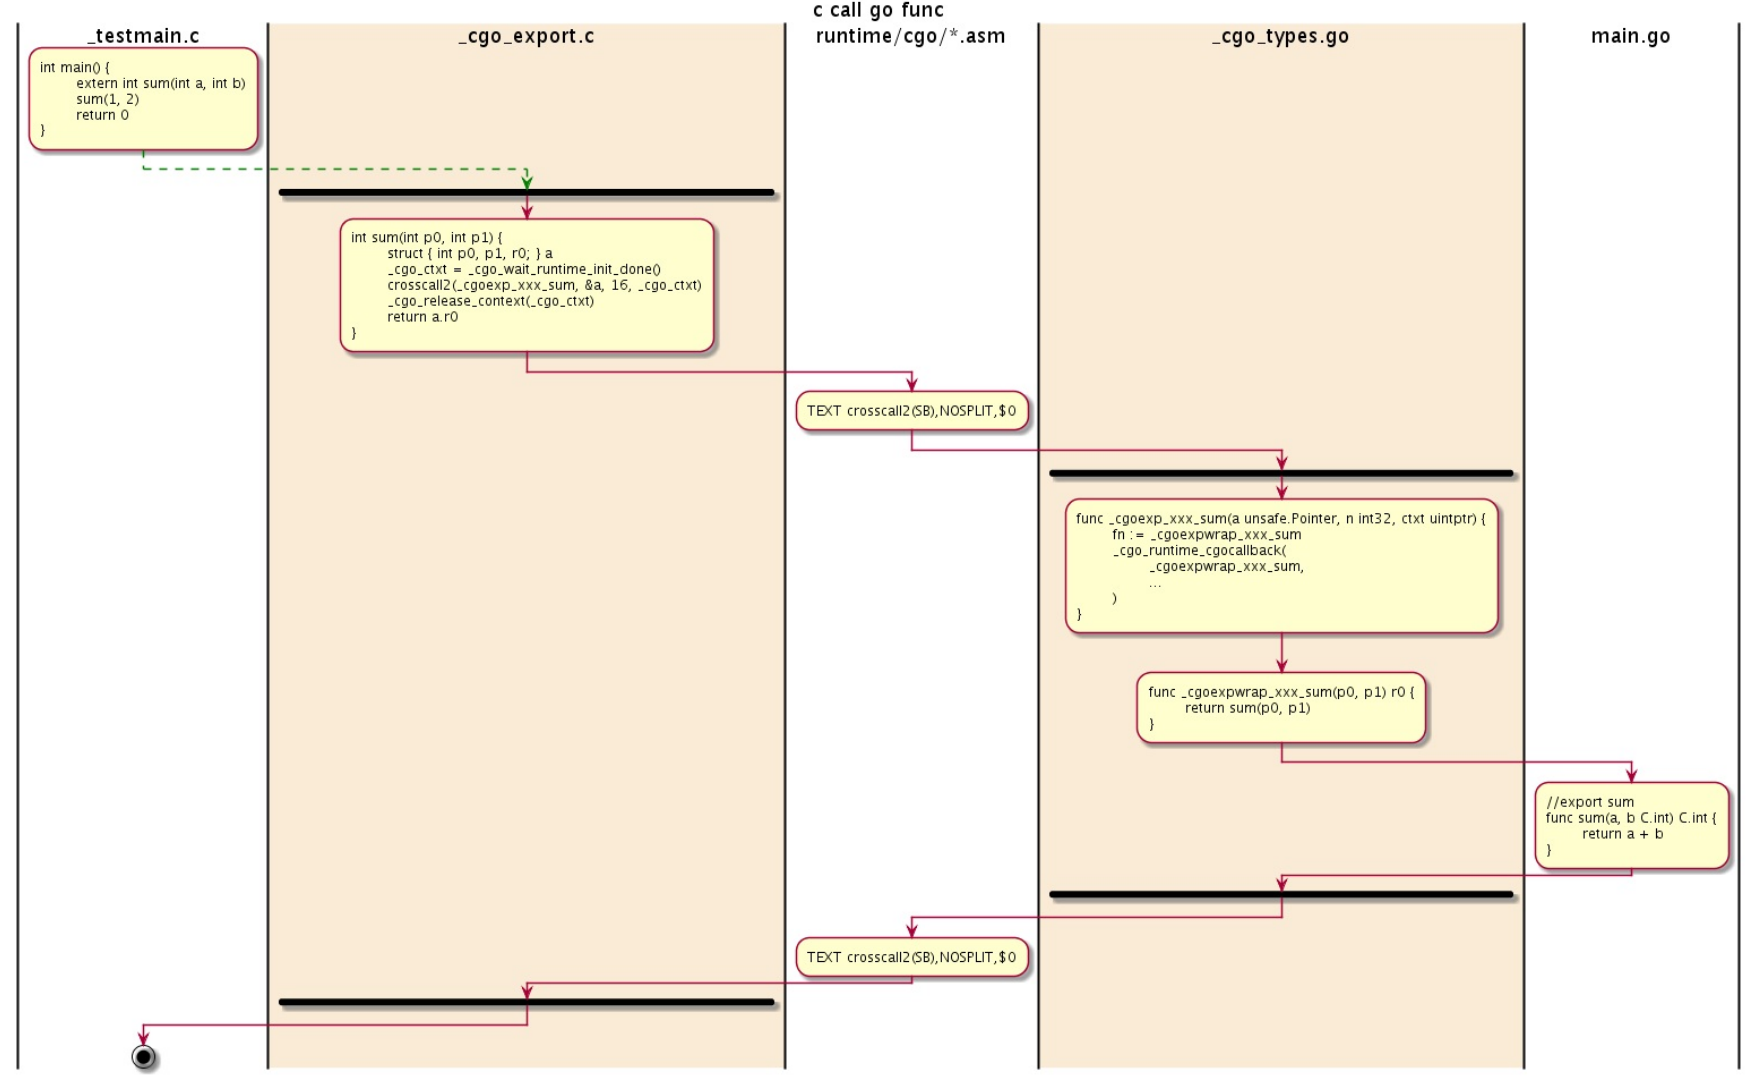 c call go func
_testmain.c
_cgo_export.c
runtime/cgo/*.asm
_cgo_types.go
main.go
int main() {
extern int sum(int a, int b)
sum(1, 2)
return 0
}
int sum(int p0, int p1) {
struct { int p0, p1, r0; } a
_cgo_ctxt = _cgo_wait_runtime_init_done()
crosscall2(_cgoexp_xxx_sum, &a, 16, _cgo_ctxt)
_cgo_release_context(_cgo_ctxt)
return a.r0
}
TEXT crosscall2(SB),NOSPLIT,$0
func _cgoexp_xxx_sum(a unsafe.Pointer, n int32, ctxt uintptr) {
fn := _cgoexpwrap_xxx_sum
_cgo_runtime_cgocallback(
_cgoexpwrap_xxx_sum,
...
)
}
func _cgoexpwrap_xxx_sum(p0, p1) r0 {
return sum(p0, p1)
}
//export sum
func sum(a, b C.int) C.int {
return a + b
}
TEXT crosscall2(SB),NOSPLIT,$0